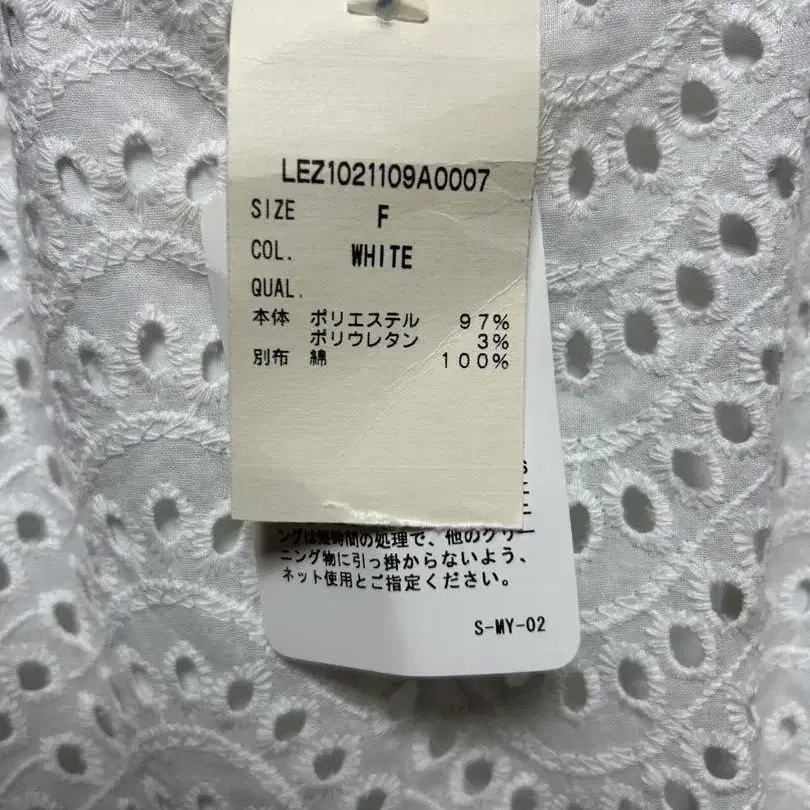 LEZ1021109A0007
SIZE F
COL. WHITE
QUAL.
本体 ポリエステル 97%
ポリウレタン 3%
別布 綿 100%
ングは短時間の処理で、他のクリー
ニング物に引っ掛からないよう、
ネット使用とご指定ください。
S-MY-02